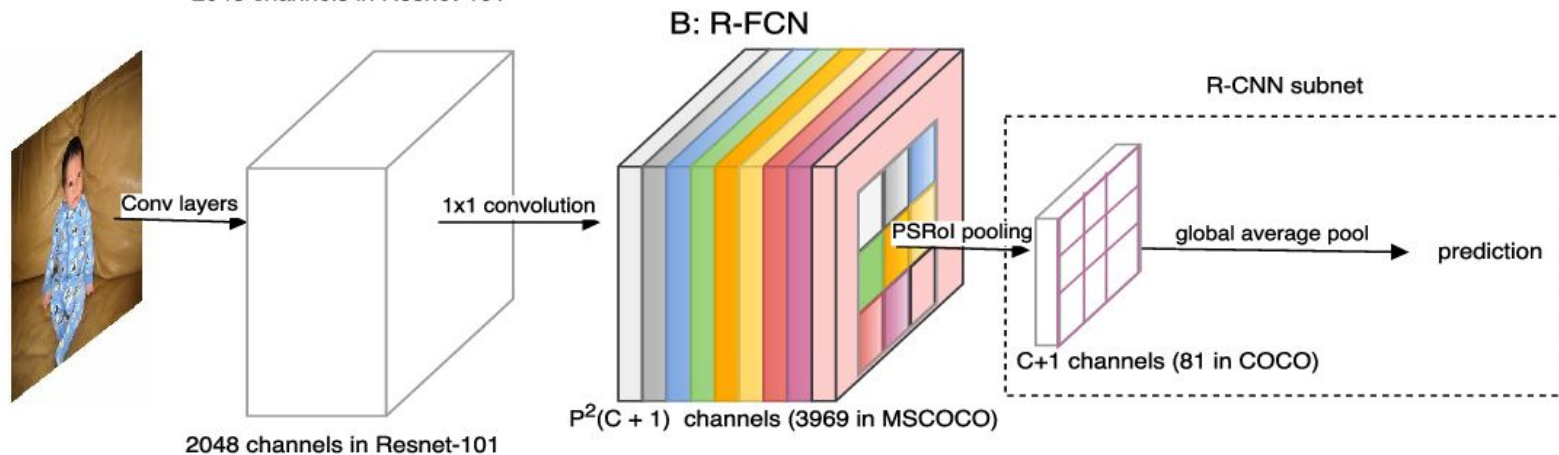 B: R-FCN
R-CNN subnet
Conv layers
1x1 convolution
PSRoI pooling
global average pool
prediction
C+1 channels (81 in COCO)
P²(C + 1) channels (3969 in MSCOCO)
2048 channels in Resnet-101